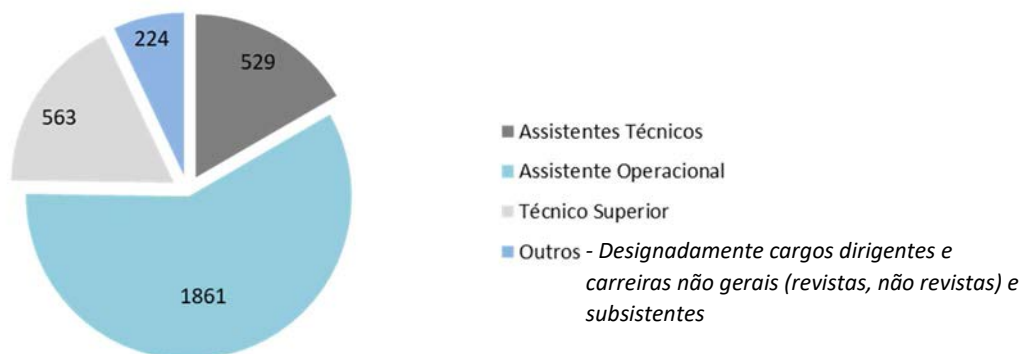 224
529
563
1861
Assistentes Técnicos
Assistente Operacional
Técnico Superior
Outros - Designadamente cargos dirigentes e
carreiras não gerais (revistas, não revistas) e
subsistentes